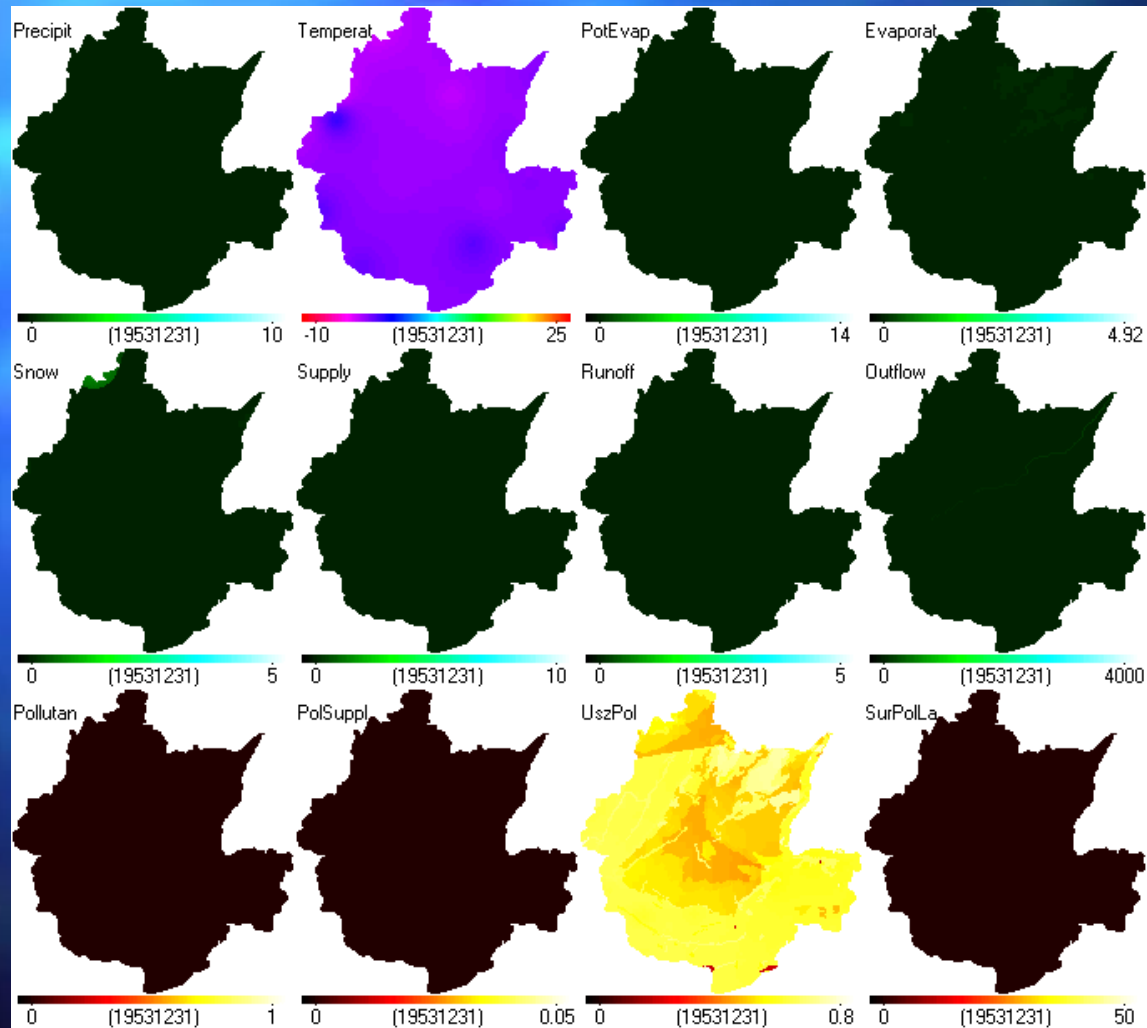 Precipit Temperat PotEvap Evaporat
0 (19531231) 10 -10 (19531231) 25 0 (19531231) 14 0 (19531231) 4.92
Snow Supply Runoff Outflow
0 (19531231) 5 0 (19531231) 10 0 (19531231) 5 0 (19531231) 4000
Pollutan PolSuppl UszPol SurPolLa
0 (19531231) 1 0 (19531231) 0.05 0 (19531231) 0.8 0 (19531231) 50